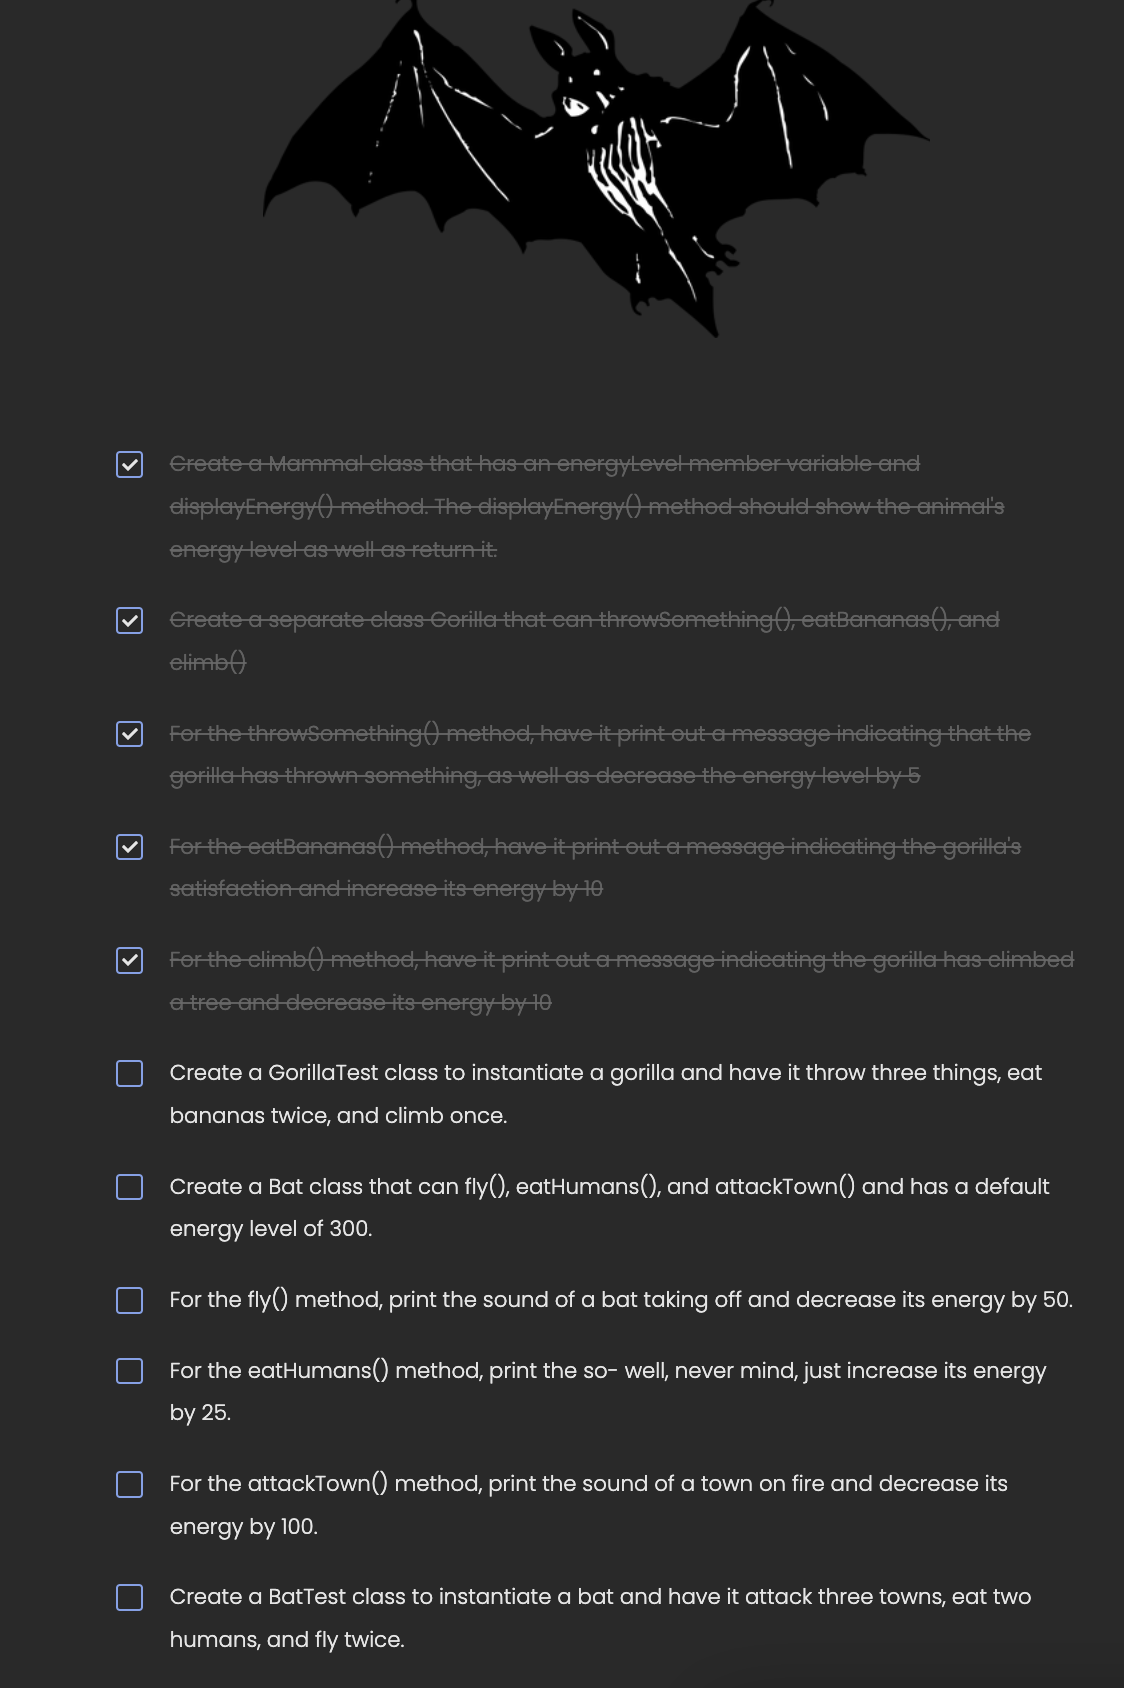 Create a Mammal class that has an energyLevel member variable and
displayEnergy() method. The displayEnergy() method should show the animal's
energy level as well as return it.
Create a separate class Gorilla that can throwSomething(), eatBananas(), and
climb()
For the throwSomething() method, have it print out a message indicating that the
gorilla has thrown something, as well as decrease the energy level by 5
For the eatBananas() method, have it print out a message indicating the gorilla's
satisfaction and increase its energy by 10
For the climb() method, have it print out a message indicating the gorilla has climbed
a tree and decrease its energy by 10
Create a GorillaTest class to instantiate a gorilla and have it throw three things, eat
bananas twice, and climb once.
Create a Bat class that can fly(), eatHumans(), and attackTown() and has a default
energy level of 300.
For the fly() method, print the sound of a bat taking off and decrease its energy by 50.
For the eatHumans() method, print the so- well, never mind, just increase its energy
by 25.
For the attackTown() method, print the sound of a town on fire and decrease its
energy by 100.
Create a BatTest class to instantiate a bat and have it attack three towns, eat two
humans, and fly twice.